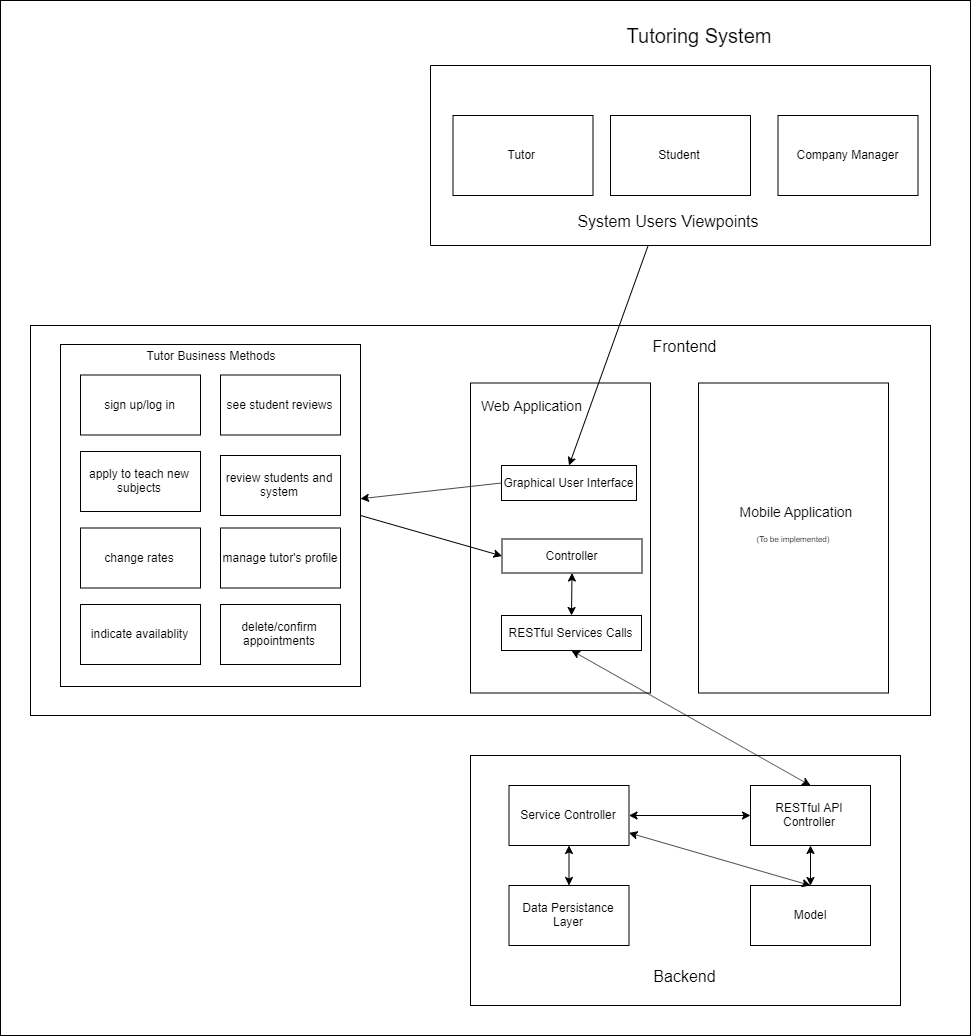 Tutoring System
Tutor
Student
Company Manager
System Users Viewpoints
Frontend
Tutor Business Methods
sign up/log in
see student reviews
apply to teach new
subjects
review students and
system
change rates
manage tutor's profile
indicate availablity
delete/confirm
appointments
Web Application
Graphical User Interface
Controller
RESTful Services Calls
Mobile Application
(To be implemented)
Service Controller
RESTful API
Controller
Data Persistance
Layer
Model
Backend